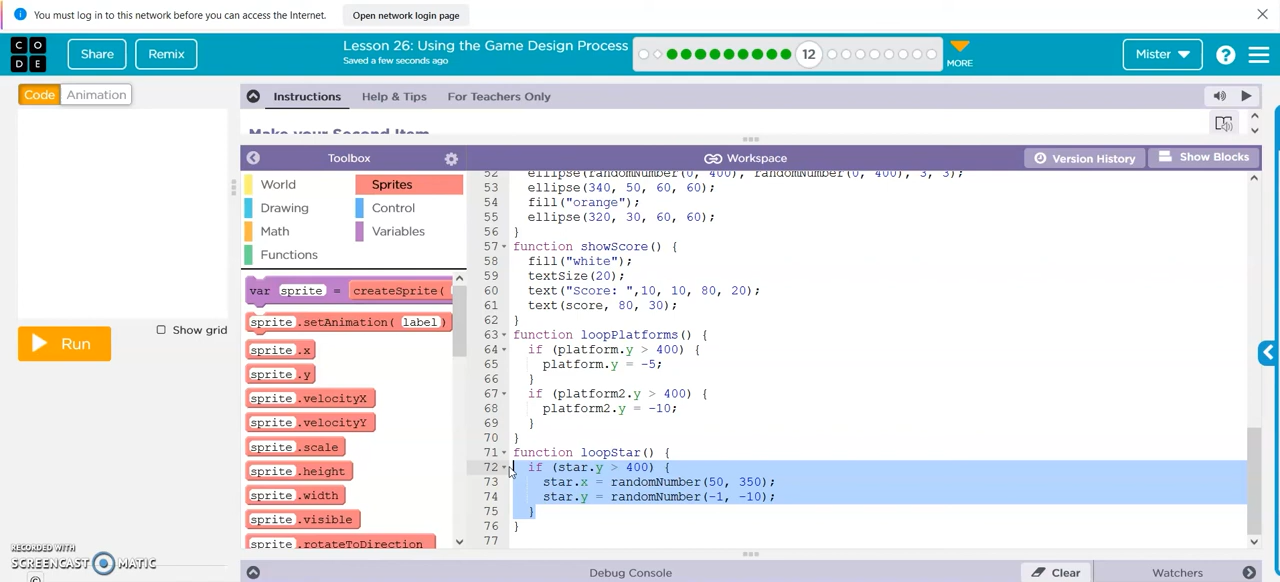 You must log in to this network before you can access the Internet.
Open network login page
C O
D E
Share
Remix
Lesson 26: Using the Game Design Process
Saved a few seconds ago
12
MORE
Mister
?
Code
Animation
Instructions
Help & Tips
For Teachers Only
Make your Second Item
Toolbox
Workspace
Version History
Show Blocks
World
Sprites
Drawing
Control
Math
Variables
Functions
var sprite = createSprite(
sprite .setAnimation( label )
sprite .x
sprite .y
sprite .velocityX
sprite .velocityY
sprite .scale
sprite .height
sprite .width
sprite .visible
sprite .rotateToDirection
Show grid
Run
52 ellipse(randomNumber(0, 400), randomNumber(0, 400), 3, 3);
53 ellipse(340, 50, 60, 60);
54 fill("orange");
55 ellipse(320, 30, 60, 60);
56 }
57 function showScore() {
58 fill("white");
59 textSize(20);
60 text("Score: ",10, 10, 80, 20);
61 text(score, 80, 30);
62 }
63 function loopPlatforms() {
64 if (platform.y > 400) {
65 platform.y = -5;
66 }
67 if (platform2.y > 400) {
68 platform2.y = -10;
69 }
70 }
71 function loopStar() {
72 if (star.y > 400) {
73 star.x = randomNumber(50, 350);
74 star.y = randomNumber(-1, -10);
75 }
76 }
77
Debug Console
Clear
Watchers
RECORDED WITH
SCREENCAST MATIC